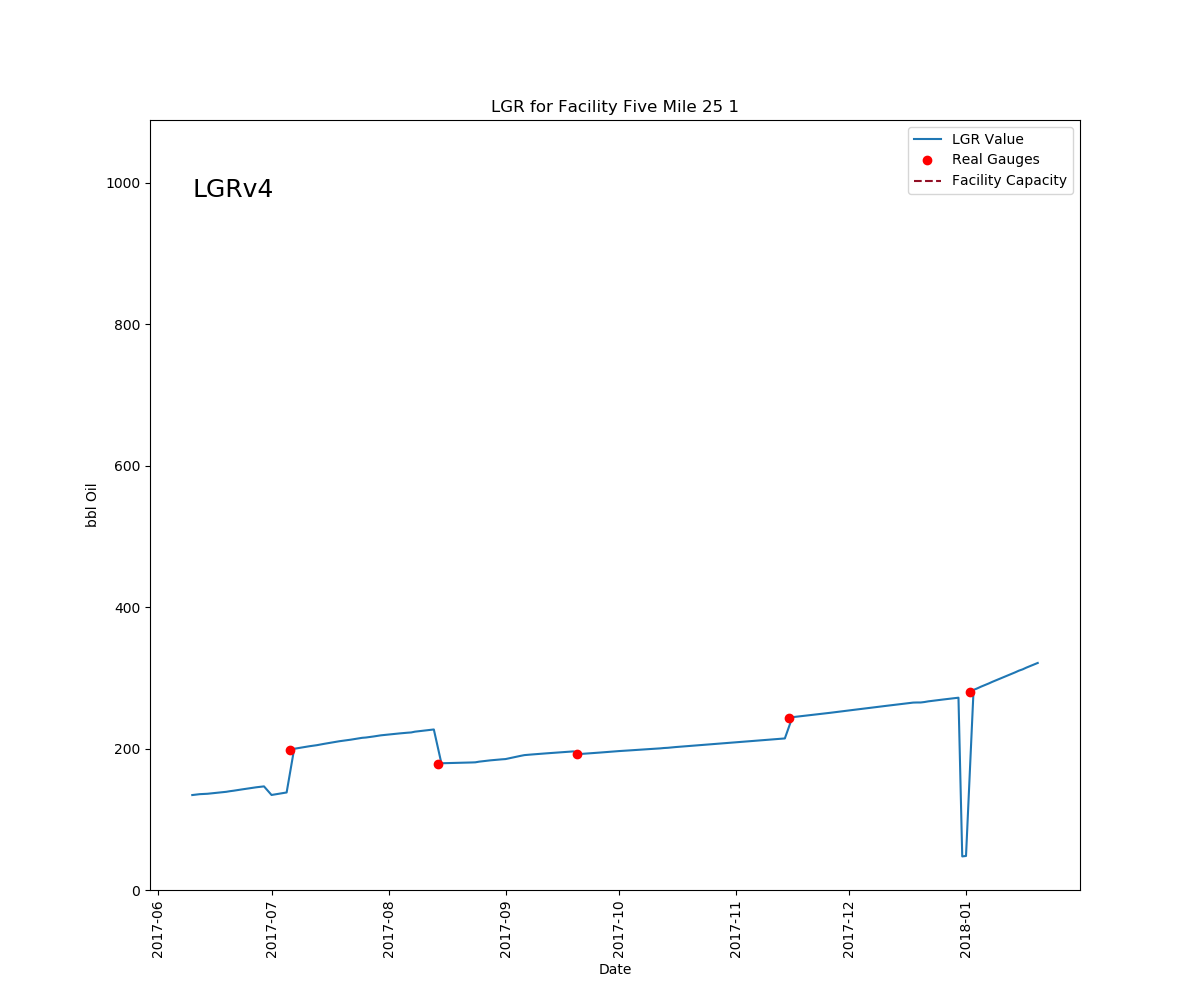 LGR for Facility Five Mile 25 1
LGRv4
LGR Value
Real Gauges
Facility Capacity
1000
800
600
400
200
0
bbl Oil
2017-06
2017-07
2017-08
2017-09
2017-10
2017-11
2017-12
2018-01
Date